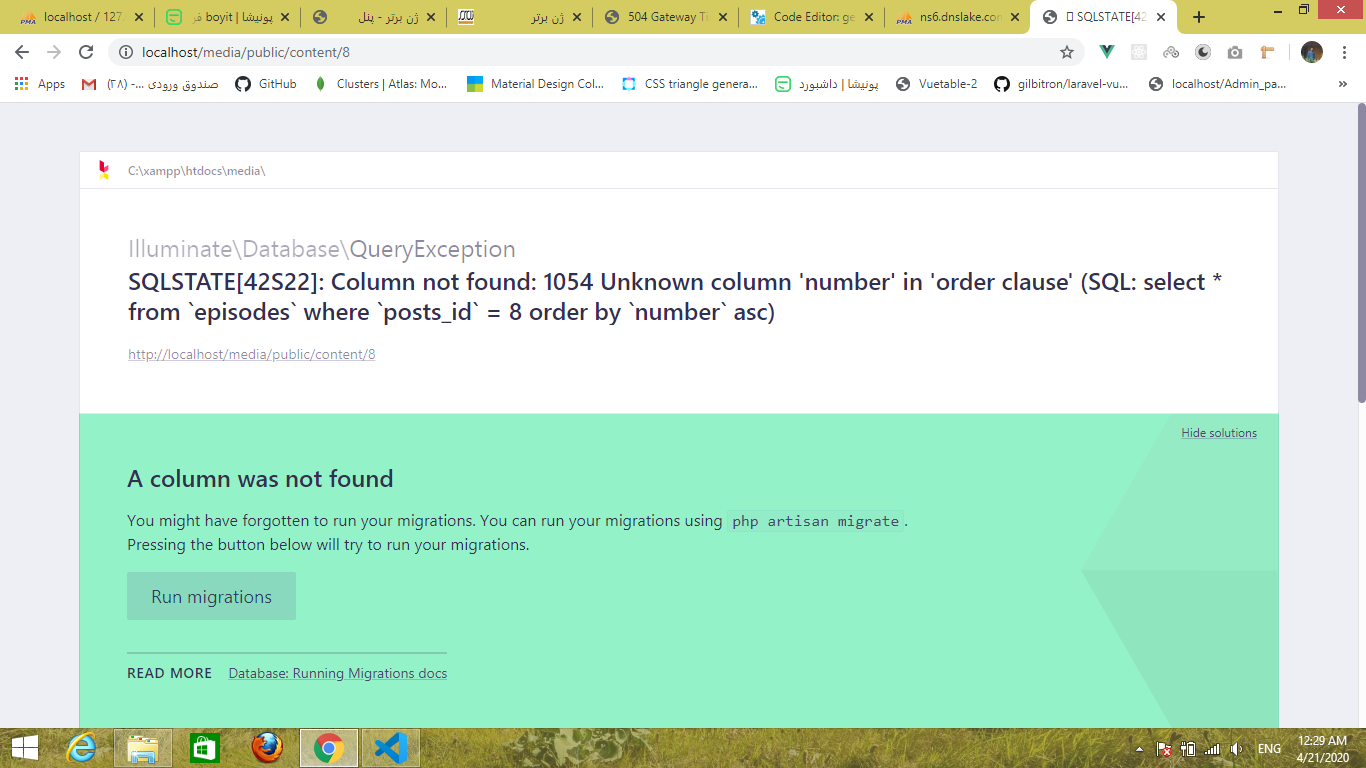 localhost / 127
پونیشا | boyit فر
ژن برتر - پنل
ژن برتر
504 Gateway Ti
Code Editor: ge
ns6.dnslake.con
SQLSTATE[42
localhost/media/public/content/8
Apps
صندوق ورودی ... - (۲۸)
GitHub
Clusters | Atlas: Mo...
Material Design Col...
CSS triangle genera...
پونیشا | داشبورد
Vuetable-2
gilbitron/laravel-vu...
localhost/Admin_pa...
»
C:\xampp\htdocs\media\
Illuminate\Database\QueryException
SQLSTATE[42S22]: Column not found: 1054 Unknown column 'number' in 'order clause' (SQL: select *
from `episodes` where `posts_id` = 8 order by `number` asc)
http://localhost/media/public/content/8
Hide solutions
A column was not found
You might have forgotten to run your migrations. You can run your migrations using php artisan migrate.
Pressing the button below will try to run your migrations.
Run migrations
READ MORE Database: Running Migrations docs
ENG
12:29 AM
4/21/2020